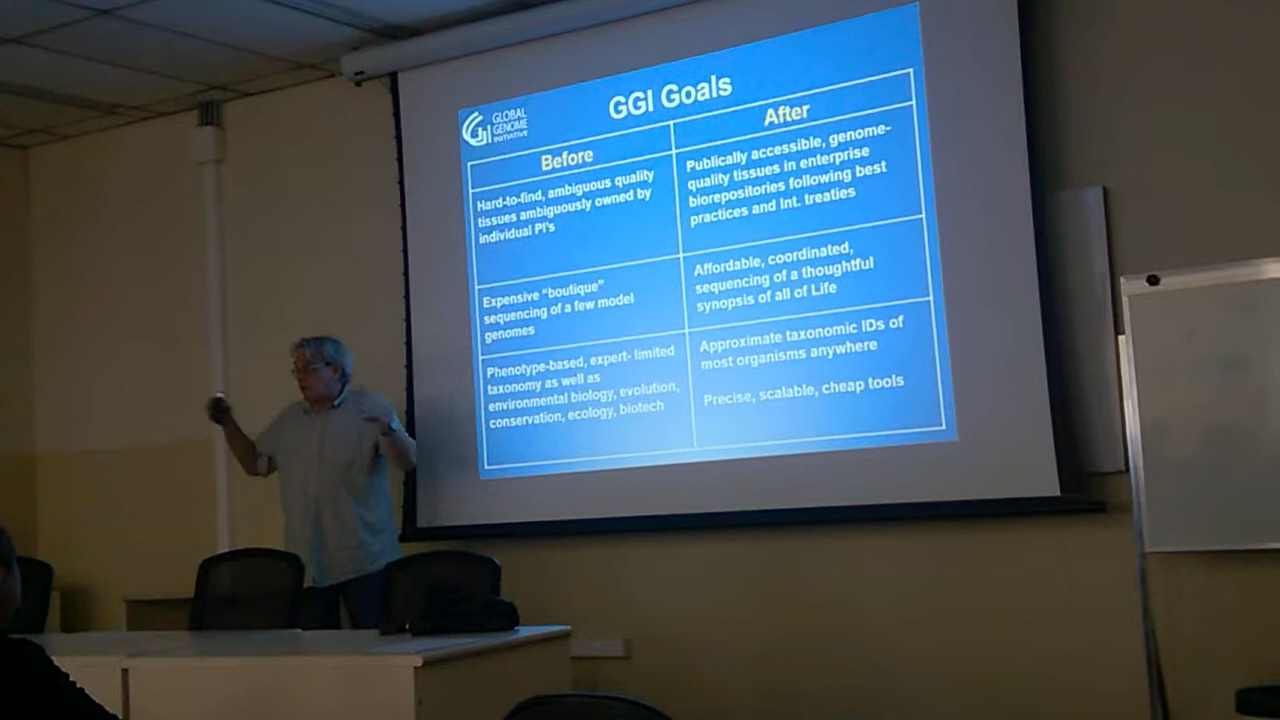 GGI Goals
GGI
GLOBAL
GENOME
INITIATIVE
Before
After
Hard-to-find, ambiguous quality
tissues ambiguously owned by
individual PI's
Publically accessible, genome-
quality tissues in enterprise
biorepositories following best
practices and Int. treaties
Expensive “boutique”
sequencing of a few model
genomes
Affordable, coordinated,
sequencing of a thoughtful
synopsis of all of Life
Phenotype-based, expert- limited
taxonomy as well as
environmental biology, evolution,
conservation, ecology, biotech
Approximate taxonomic IDs of
most organisms anywhere
Precise, scalable, cheap tools